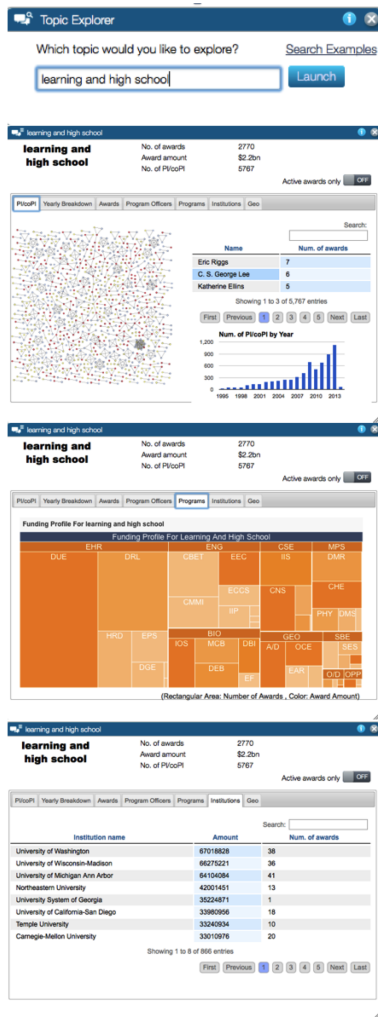 Topic Explorer
Which topic would you like to explore? Search Examples
learning and high school Launch
learning and high school
learning and high school
No. of awards 2770
Award amount $2.2bn
No. of PI/coPI 5767
Active awards only OFF
PI/coPI Yearly Breakdown Awards Program Officers Programs Institutions Geo
Search:
Name Num. of awards
Eric Riggs 7
C. S. George Lee 6
Katherine Ellins 5
Showing 1 to 3 of 5,767 entries
First Previous 1 2 3 4 5 Next Last
Num. of PI/coPI by Year
1,200
900
600
300
0
1995 1998 2001 2004 2007 2010 2013
learning and high school
learning and high school
No. of awards 2770
Award amount $2.2bn
No. of PI/coPI 5767
Active awards only OFF
PI/coPI Yearly Breakdown Awards Program Officers Programs Institutions Geo
Funding Profile For learning and high school
Funding Profile For Learning And High School
EHR ENG CSE MPS
DUE DRL CBET EEC IIS DMR
ECCS CNS CHE
CMMI IIP PHY DMS
HRD EPS BIO GEO SBE
IOS MCB DBI A/D OCE SES
DGE DEB EF EAR O/D OPP
(Rectangular Area: Number of Awards , Color: Award Amount)
learning and high school
learning and high school
No. of awards 2770
Award amount $2.2bn
No. of PI/coPI 5767
Active awards only OFF
PI/coPI Yearly Breakdown Awards Program Officers Programs Institutions Geo
Search:
Institution name Amount Num. of awards
University of Washington 67018828 38
University of Wisconsin-Madison 66275221 36
University of Michigan Ann Arbor 64104084 41
Northeastern University 42001451 13
University System of Georgia 35224871 1
University of California-San Diego 33980956 18
Temple University 33240934 10
Carnegie-Mellon University 33010976 20
Showing 1 to 8 of 866 entries
First Previous 1 2 3 4 5 Next Last